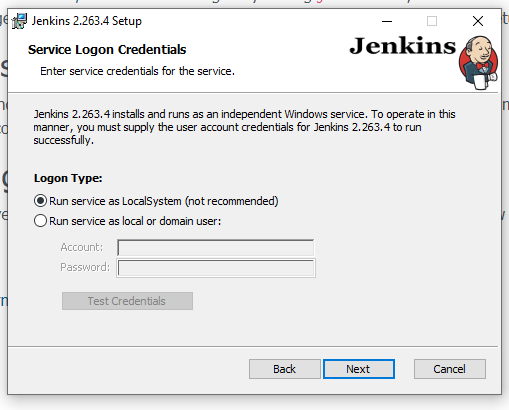 Jenkins 2.263.4 Setup
Service Logon Credentials
Enter service credentials for the service.
Jenkins
Jenkins 2.263.4 installs and runs as an independent Windows service. To operate in this
manner, you must supply the user account credentials for Jenkins 2.263.4 to run
successfully.
Logon Type:
Run service as LocalSystem (not recommended)
Run service as local or domain user:
Account:
Password:
Test Credentials
Back
Next
Cancel